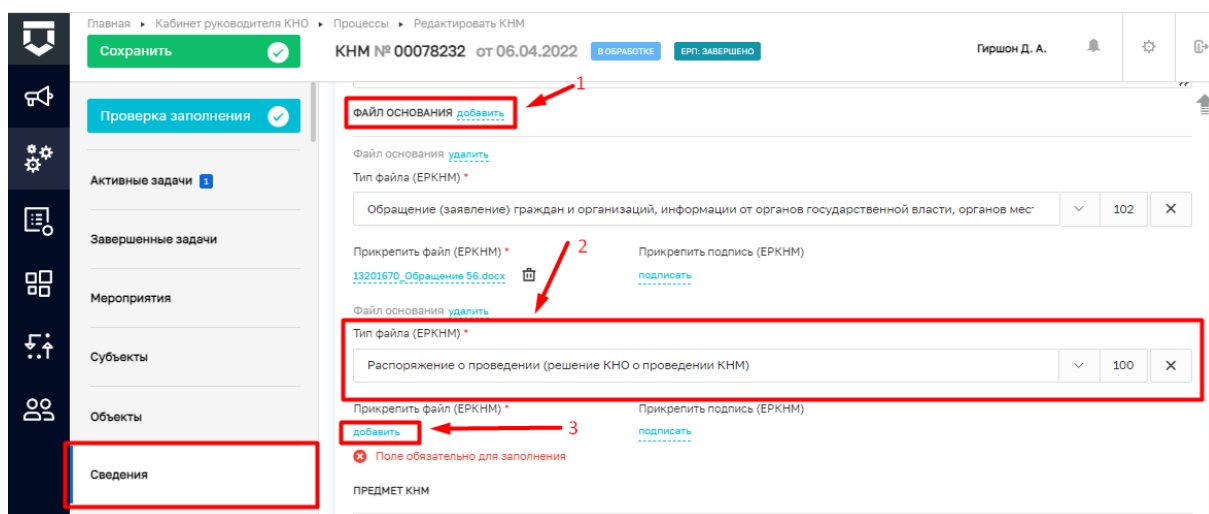 Главная ▸ Кабинет руководителя КНО ▸ Процессы ▸ Редактировать КНМ
Сохранить
КНМ № 00078232 от 06.04.2022 В ОБРАБОТКЕ ЕРП: ЗАВЕРШЕНО
Гиршон Д. А.
Проверка заполнения
Активные задачи 1
Завершенные задачи
Мероприятия
Субъекты
Объекты
Сведения
1
ФАЙЛ ОСНОВАНИЯ добавить
Файл основания удалить
Тип файла (ЕРКНМ) *
Обращение (заявление) граждан и организаций, информации от органов государственной власти, органов мес 102
2
Прикрепить файл (ЕРКНМ) * Прикрепить подпись (ЕРКНМ)
13201670_Обращение 56.docx подписать
Файл основания удалить
Тип файла (ЕРКНМ) *
Распоряжение о проведении (решение КНО о проведении КНМ) 100
Прикрепить файл (ЕРКНМ) * Прикрепить подпись (ЕРКНМ)
добавить 3 подписать
Поле обязательно для заполнения
ПРЕДМЕТ КНМ